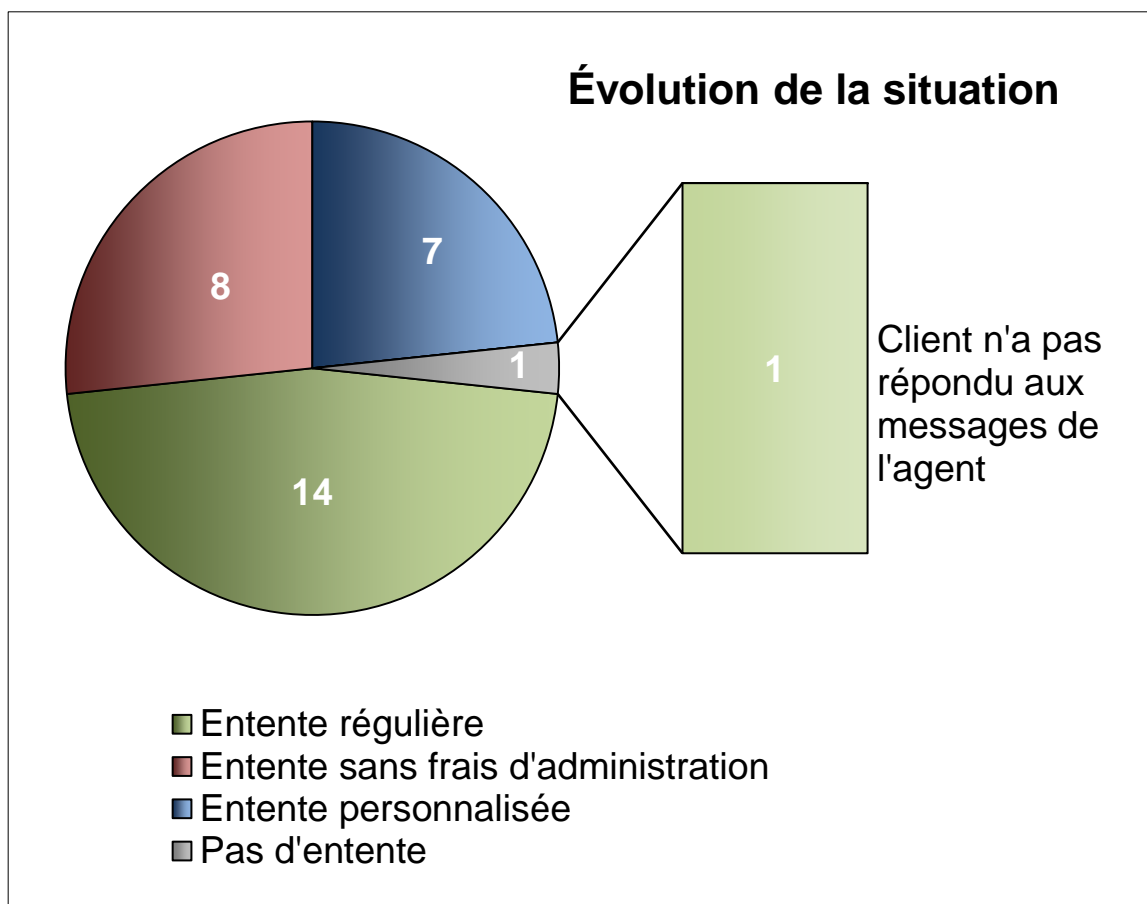 Évolution de la situation
7
8
1
14
1
Client n'a pas
répondu aux
messages de
l'agent
Entente régulière
Entente sans frais d'administration
Entente personnalisée
Pas d'entente